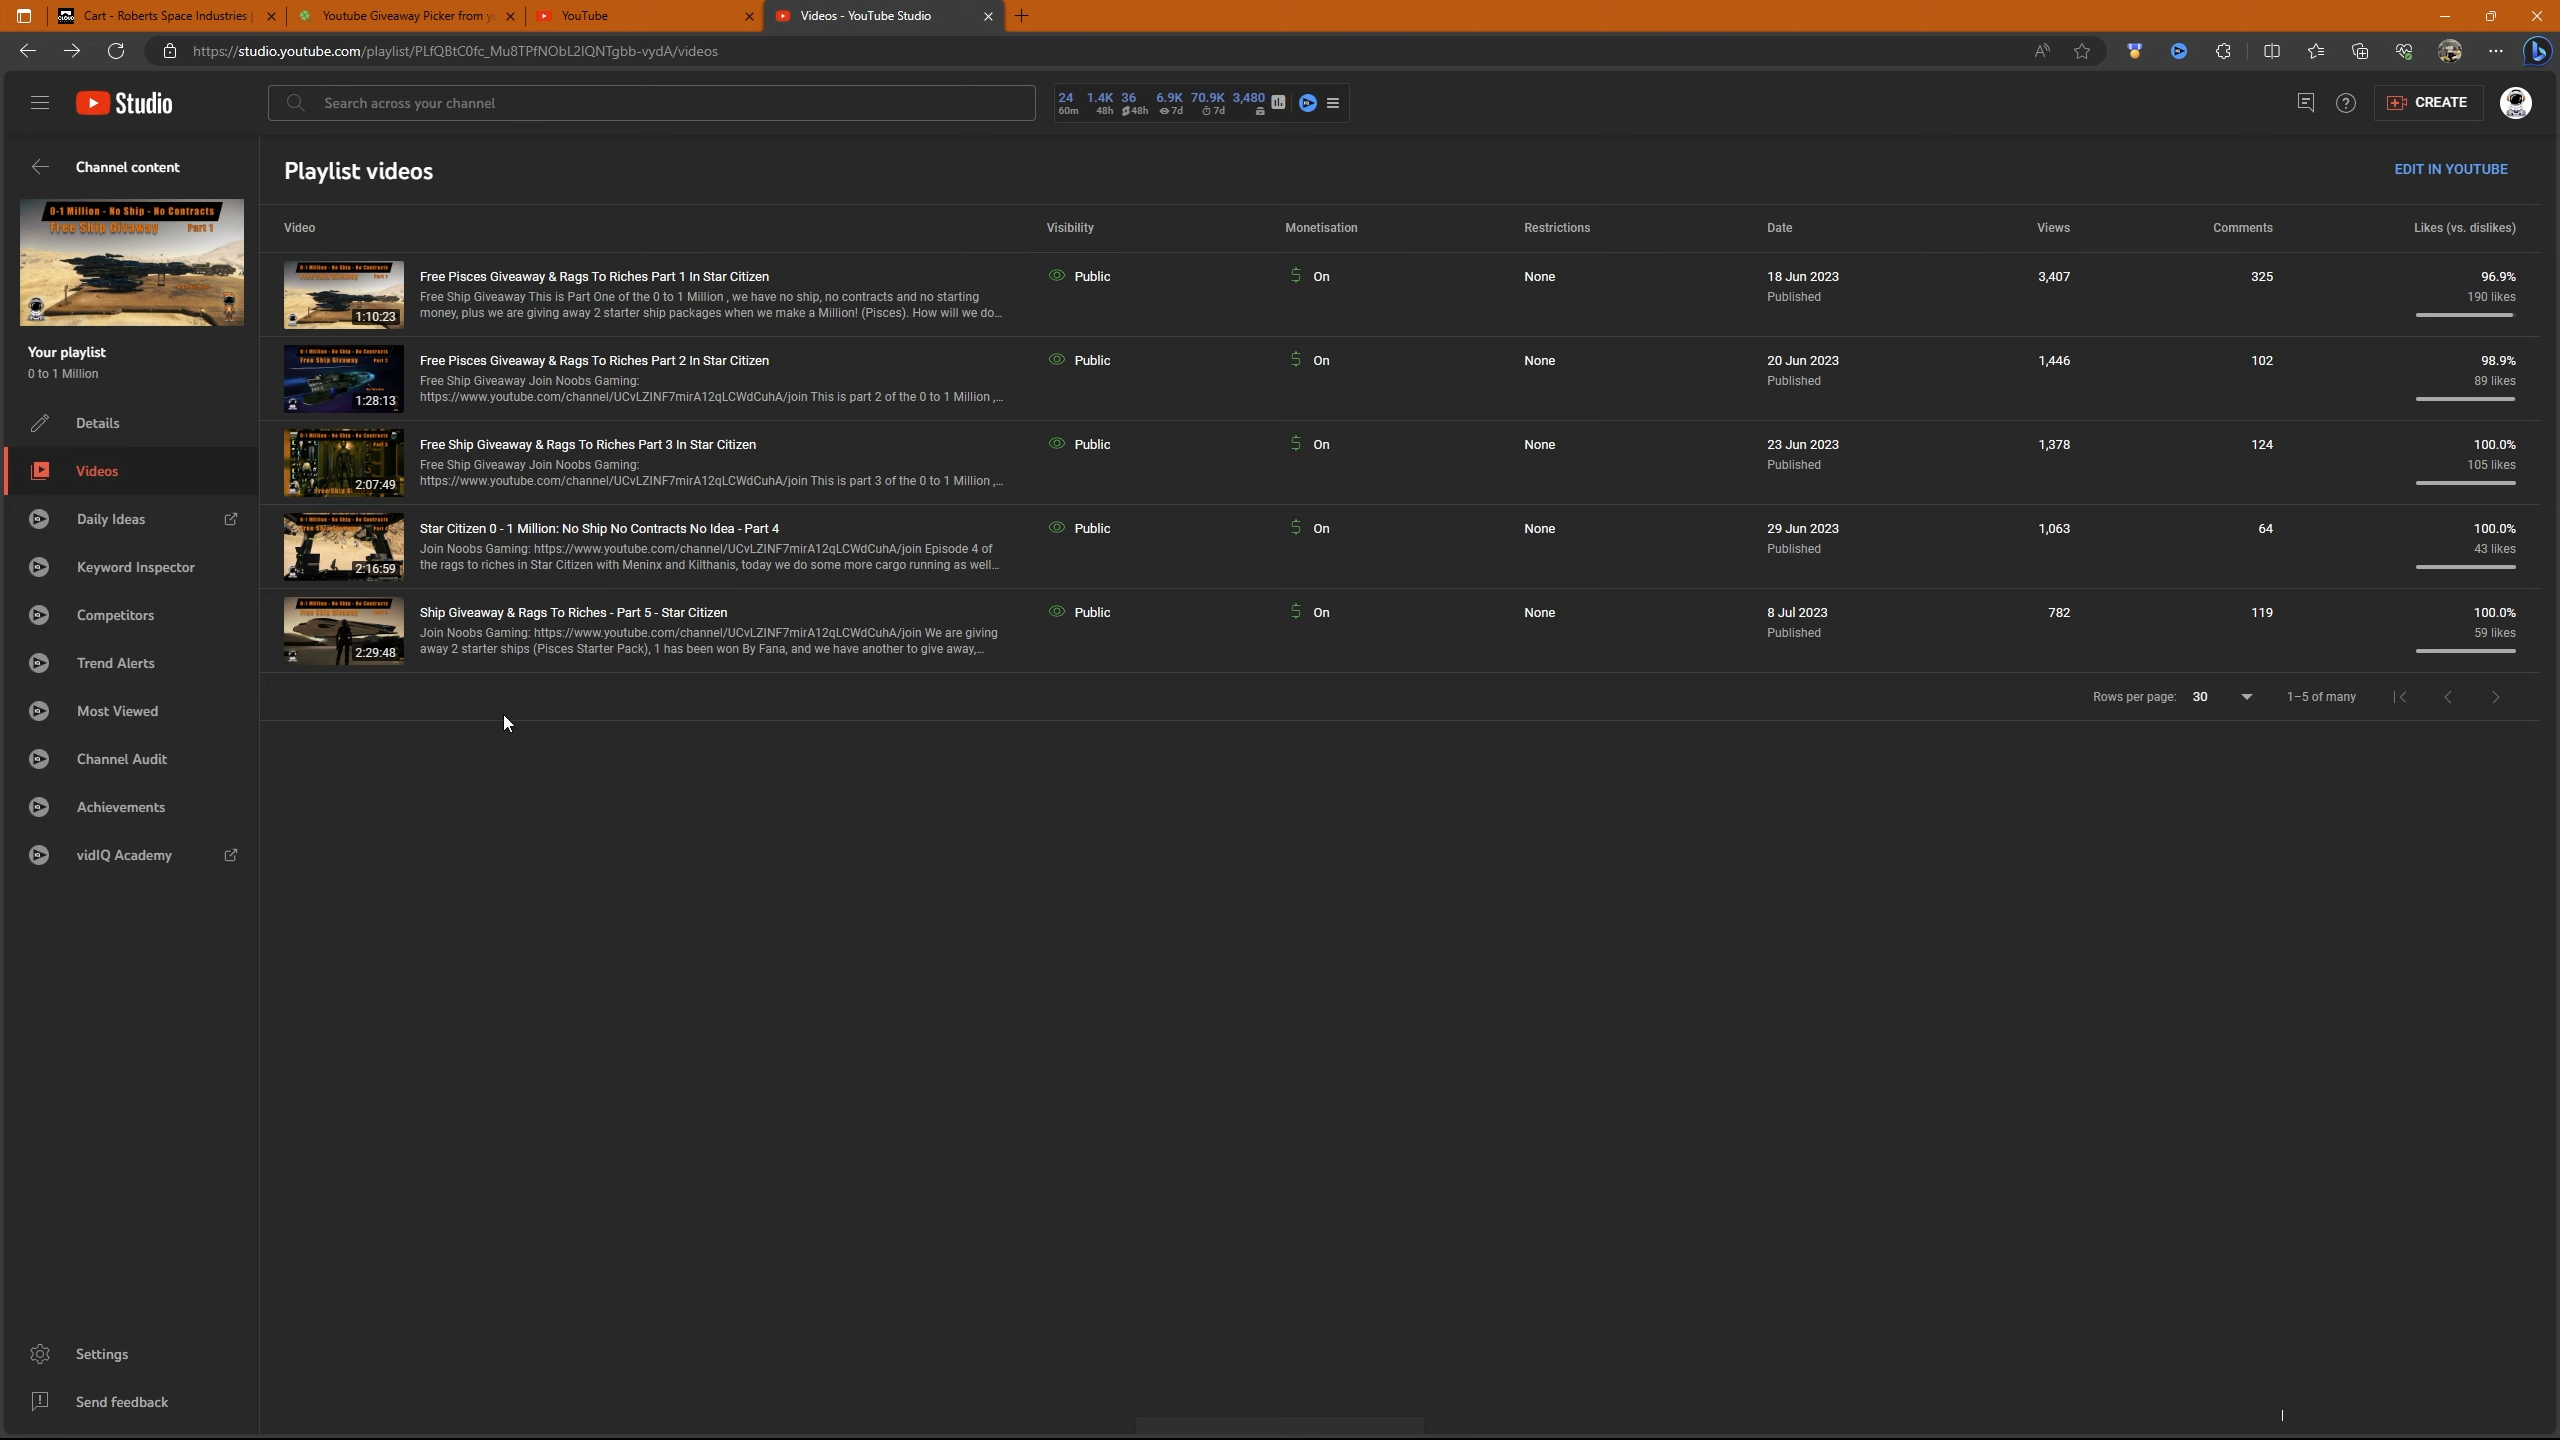 Cart - Roberts Space Industries
Youtube Giveaway Picker from y
YouTube
Videos - YouTube Studio
https://studio.youtube.com/playlist/PLfQBtC0fc_Mu8TPfNObL2IQNTgbb-vydA/videos
Studio
Search across your channel
24 1.4K 36 6.9K 70.9K 3,480
60m 48h 48h 7d 7d
CREATE
Channel content
Playlist videos
EDIT IN YOUTUBE
0-1 Million - No Ship - No Contracts
Free Ship Givaway Part 1
Your playlist
0 to 1 Million
Details
Videos
Daily Ideas
Keyword Inspector
Competitors
Trend Alerts
Most Viewed
Channel Audit
Achievements
vidIQ Academy
Settings
Send feedback
Video Visibility Monetisation Restrictions Date Views Comments Likes (vs. dislikes)
1:10:23
Free Pisces Giveaway & Rags To Riches Part 1 In Star Citizen
Free Ship Giveaway This is Part One of the 0 to 1 Million , we have no ship, no contracts and no starting
money, plus we are giving away 2 starter ship packages when we make a Million! (Pisces). How will we do...
Public On None 18 Jun 2023 3,407 325 96.9%
Published 190 likes
1:28:13
Free Pisces Giveaway & Rags To Riches Part 2 In Star Citizen
Free Ship Giveaway Join Noobs Gaming:
https://www.youtube.com/channel/UCvLZINF7mirA12qLCWdCuhA/join This is part 2 of the 0 to 1 Million ,...
Public On None 20 Jun 2023 1,446 102 98.9%
Published 89 likes
2:07:49
Free Ship Giveaway & Rags To Riches Part 3 In Star Citizen
Free Ship Giveaway Join Noobs Gaming:
https://www.youtube.com/channel/UCvLZINF7mirA12qLCWdCuhA/join This is part 3 of the 0 to 1 Million ,...
Public On None 23 Jun 2023 1,378 124 100.0%
Published 105 likes
2:16:59
Star Citizen 0 - 1 Million: No Ship No Contracts No Idea - Part 4
Join Noobs Gaming: https://www.youtube.com/channel/UCvLZINF7mirA12qLCWdCuhA/join Episode 4 of
the rags to riches in Star Citizen with Meninx and Kilthanis, today we do some more cargo running as well...
Public On None 29 Jun 2023 1,063 64 100.0%
Published 43 likes
2:29:48
Ship Giveaway & Rags To Riches - Part 5 - Star Citizen
Join Noobs Gaming: https://www.youtube.com/channel/UCvLZINF7mirA12qLCWdCuhA/join We are giving
away 2 starter ships (Pisces Starter Pack), 1 has been won By Fana, and we have another to give away,...
Public On None 8 Jul 2023 782 119 100.0%
Published 59 likes
Rows per page: 30 1–5 of many